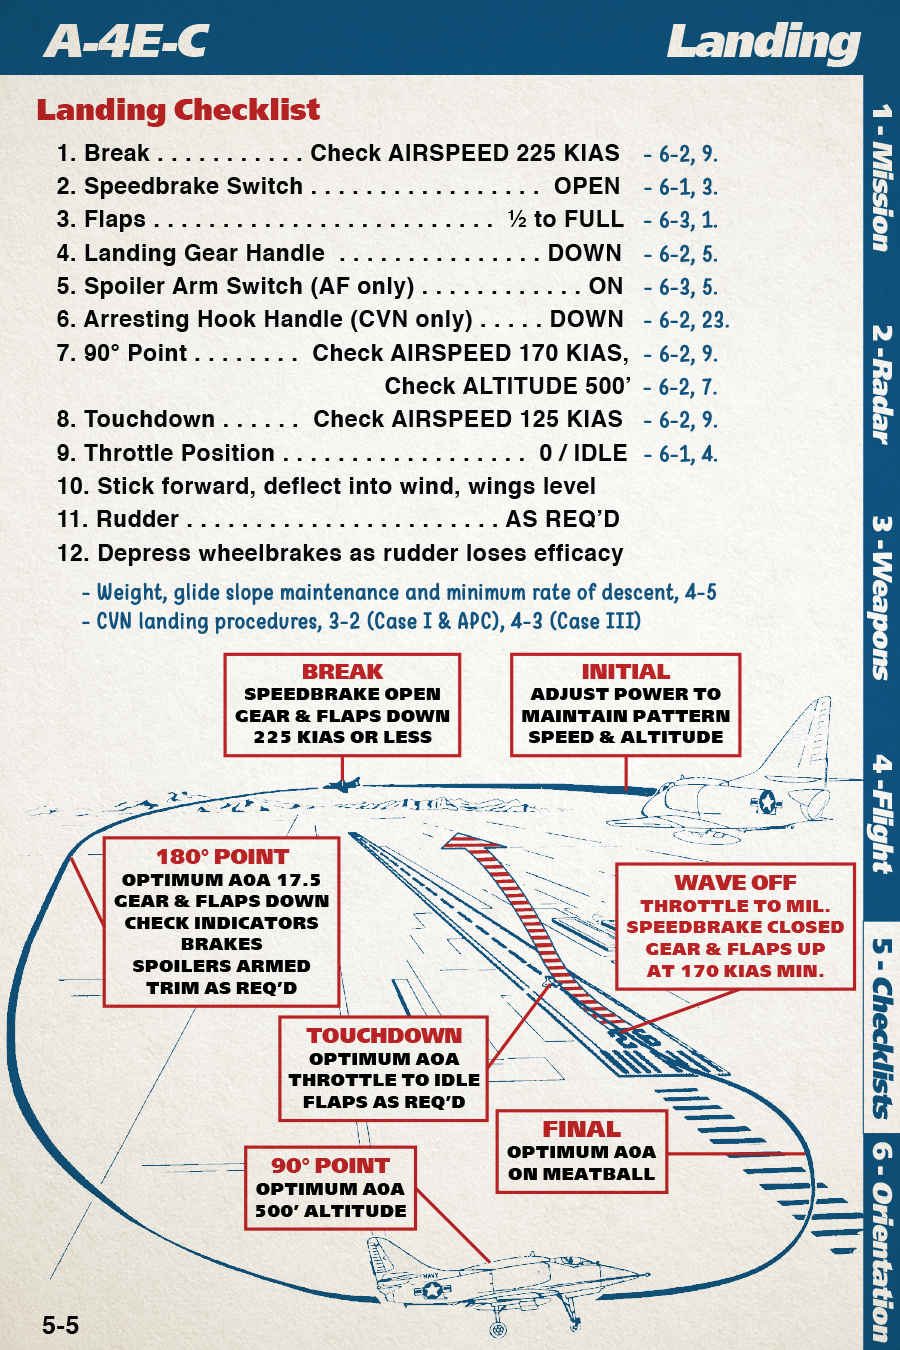 A-4E-C
Landing
Landing Checklist
1. Break . . . . . . . . . . . Check AIRSPEED 225 KIAS - 6-2, 9.
2. Speedbrake Switch . . . . . . . . . . . . . . . . . OPEN - 6-1, 3.
3. Flaps . . . . . . . . . . . . . . . . . . . . . . . . . ½ to FULL - 6-3, 1.
4. Landing Gear Handle . . . . . . . . . . . . . . . DOWN - 6-2, 5.
5. Spoiler Arm Switch (AF only) . . . . . . . . . . . . ON - 6-3, 5.
6. Arresting Hook Handle (CVN only) . . . . . DOWN - 6-2, 23.
7. 90° Point . . . . . . . . Check AIRSPEED 170 KIAS, - 6-2, 9.
Check ALTITUDE 500' - 6-2, 7.
8. Touchdown . . . . . . Check AIRSPEED 125 KIAS - 6-2, 9.
9. Throttle Position . . . . . . . . . . . . . . . . . . 0 / IDLE - 6-1, 4.
10. Stick forward, deflect into wind, wings level
11. Rudder . . . . . . . . . . . . . . . . . . . . . . . AS REQ'D
12. Depress wheelbrakes as rudder loses efficacy
- Weight, glide slope maintenance and minimum rate of descent, 4-5
- CVN landing procedures, 3-2 (Case I & APC), 4-3 (Case III)
BREAK
SPEEDBRAKE OPEN
GEAR & FLAPS DOWN
225 KIAS OR LESS
INITIAL
ADJUST POWER TO
MAINTAIN PATTERN
SPEED & ALTITUDE
180° POINT
OPTIMUM AOA 17.5
GEAR & FLAPS DOWN
CHECK INDICATORS
BRAKES
SPOILERS ARMED
TRIM AS REQ'D
WAVE OFF
THROTTLE TO MIL.
SPEEDBRAKE CLOSED
GEAR & FLAPS UP
AT 170 KIAS MIN.
TOUCHDOWN
OPTIMUM AOA
THROTTLE TO IDLE
FLAPS AS REQ'D
FINAL
OPTIMUM AOA
ON MEATBALL
90° POINT
OPTIMUM AOA
500' ALTITUDE
NAVY
5-5
1 - Mission
2 -Radar
3 -Weapons
4 -Flight
5 - Checklists
6 - Orientation